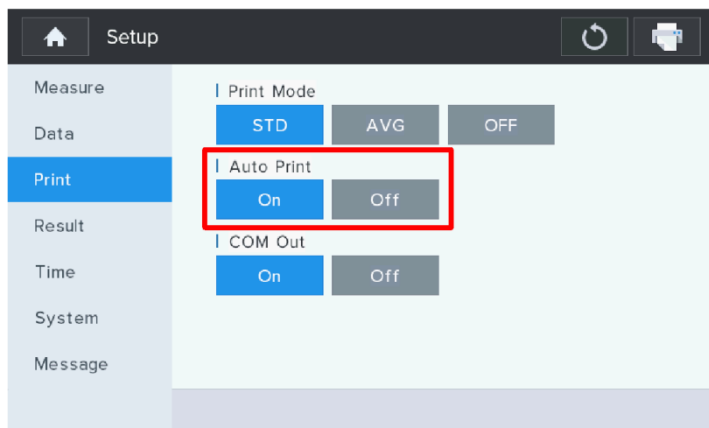 Setup
Measure
Data
Print
Result
Time
System
Message
Print Mode
STD AVG OFF
Auto Print
On Off
COM Out
On Off